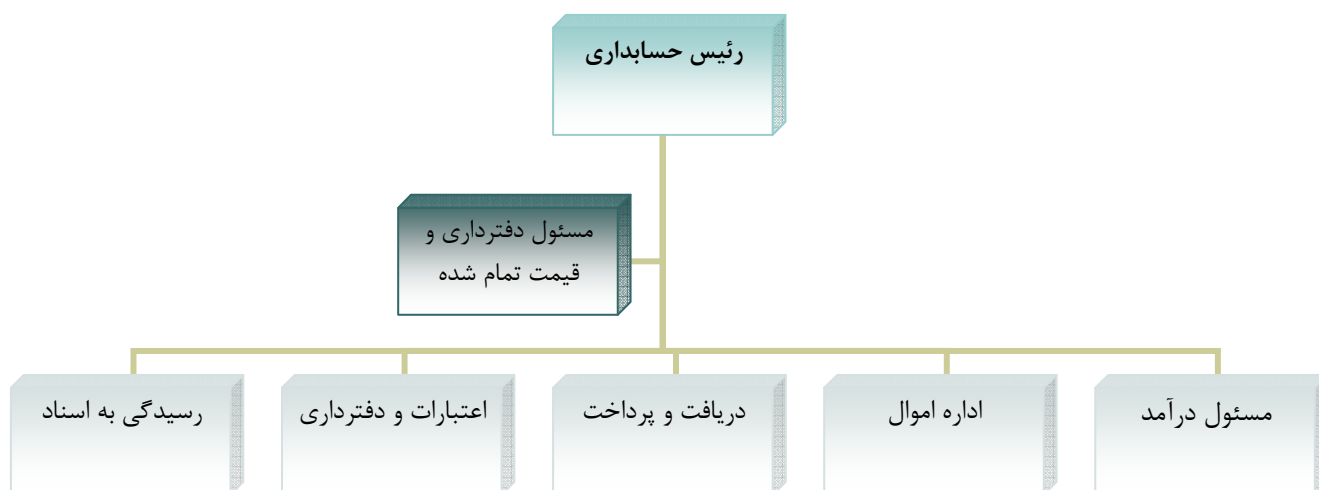 رئیس حسابداری
مسئول دفترداری و
قیمت تمام شده
مسئول درآمد
اداره اموال
دریافت و پرداخت
اعتبارات و دفترداری
رسیدگی به اسناد